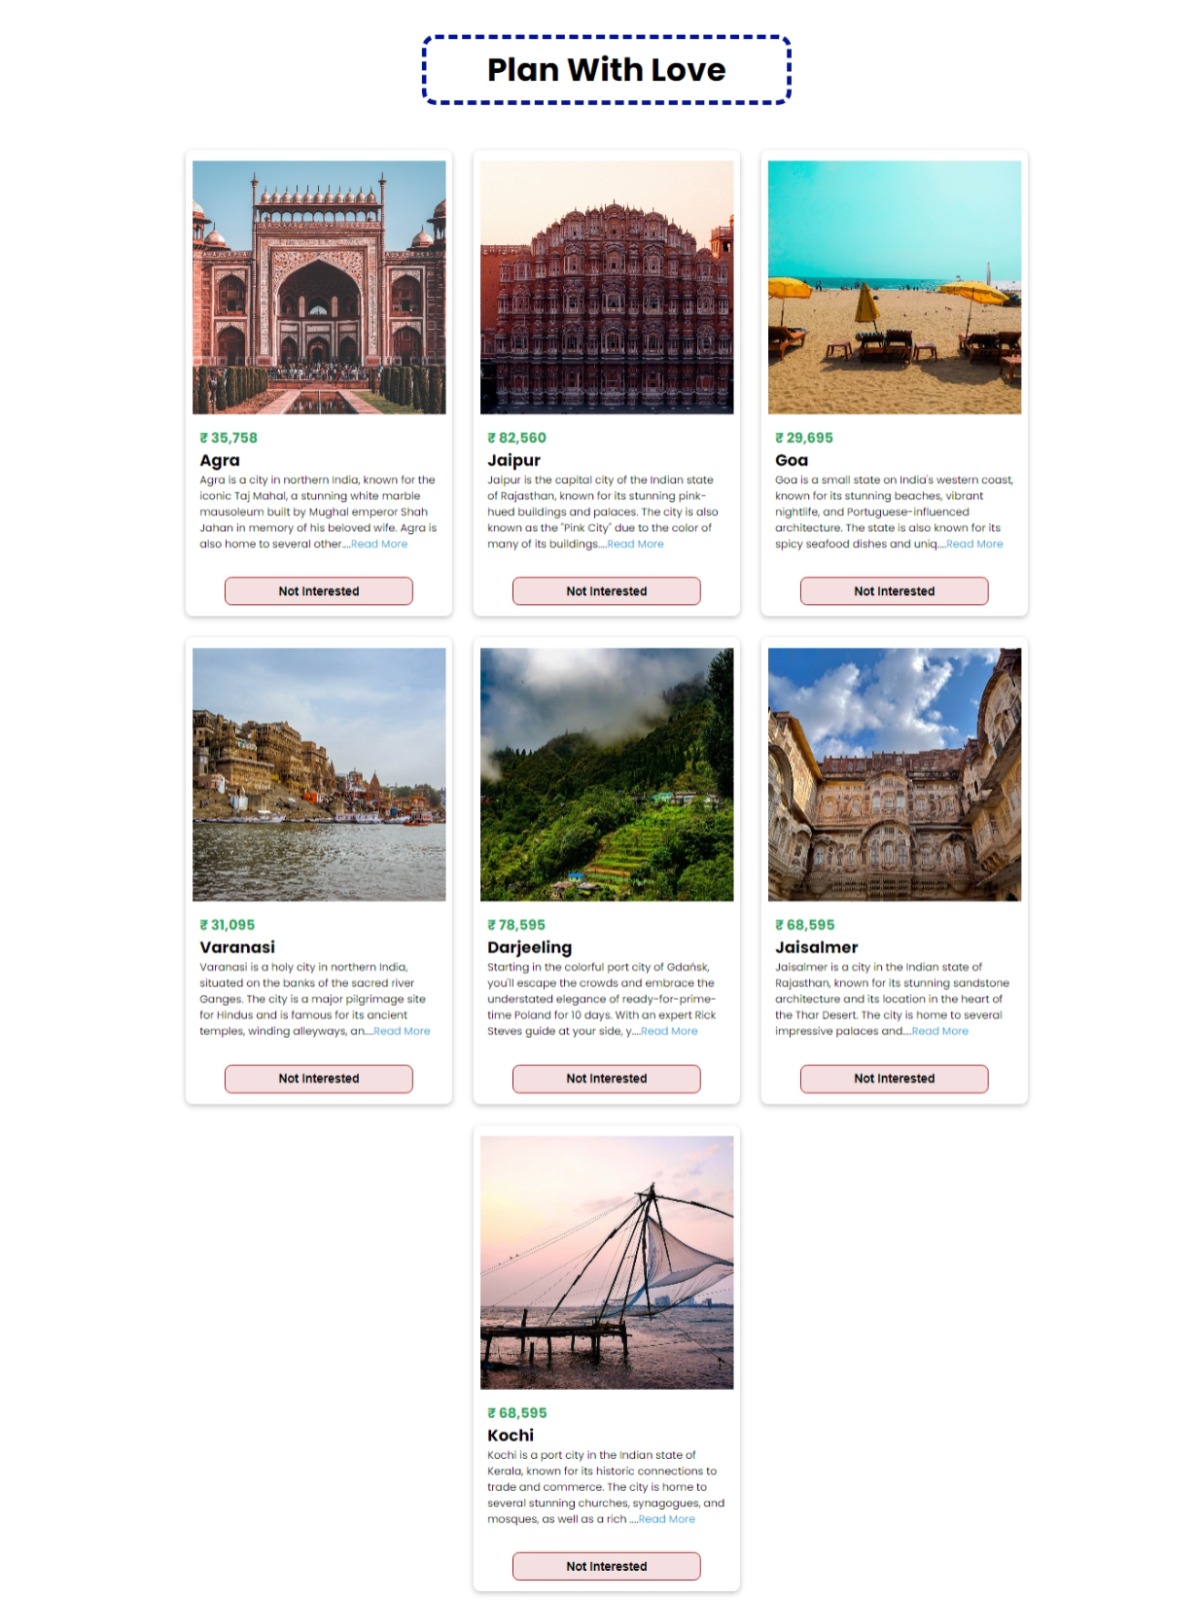 Plan With Love
₹ 35,758
Agra
Agra is a city in northern India, known for the
iconic Taj Mahal, a stunning white marble
mausoleum built by Mughal emperor Shah
Jahan in memory of his beloved wife. Agra is
also home to several other....Read More
Not Interested
₹ 82,560
Jaipur
Jaipur is the capital city of the Indian state
of Rajasthan, known for its stunning pink-
hued buildings and palaces. The city is also
known as the "Pink City" due to the color of
many of its buildings....Read More
Not Interested
₹ 29,695
Goa
Goa is a small state on India's western coast,
known for its stunning beaches, vibrant
nightlife, and Portuguese-influenced
architecture. The state is also known for its
spicy seafood dishes and uniq....Read More
Not Interested
₹ 31,095
Varanasi
Varanasi is a holy city in northern India,
situated on the banks of the sacred river
Ganges. The city is a major pilgrimage site
for Hindus and is famous for its ancient
temples, winding alleyways, an....Read More
Not Interested
₹ 78,595
Darjeeling
Starting in the colorful port city of Gdańsk,
you'll escape the crowds and embrace the
understated elegance of ready-for-prime-
time Poland for 10 days. With an expert Rick
Steves guide at your side, y....Read More
Not Interested
₹ 68,595
Jaisalmer
Jaisalmer is a city in the Indian state of
Rajasthan, known for its stunning sandstone
architecture and its location in the heart of
the Thar Desert. The city is home to several
impressive palaces and....Read More
Not Interested
₹ 68,595
Kochi
Kochi is a port city in the Indian state of
Kerala, known for its historic connections to
trade and commerce. The city is home to
several stunning churches, synagogues, and
mosques, as well as a rich ....Read More
Not Interested